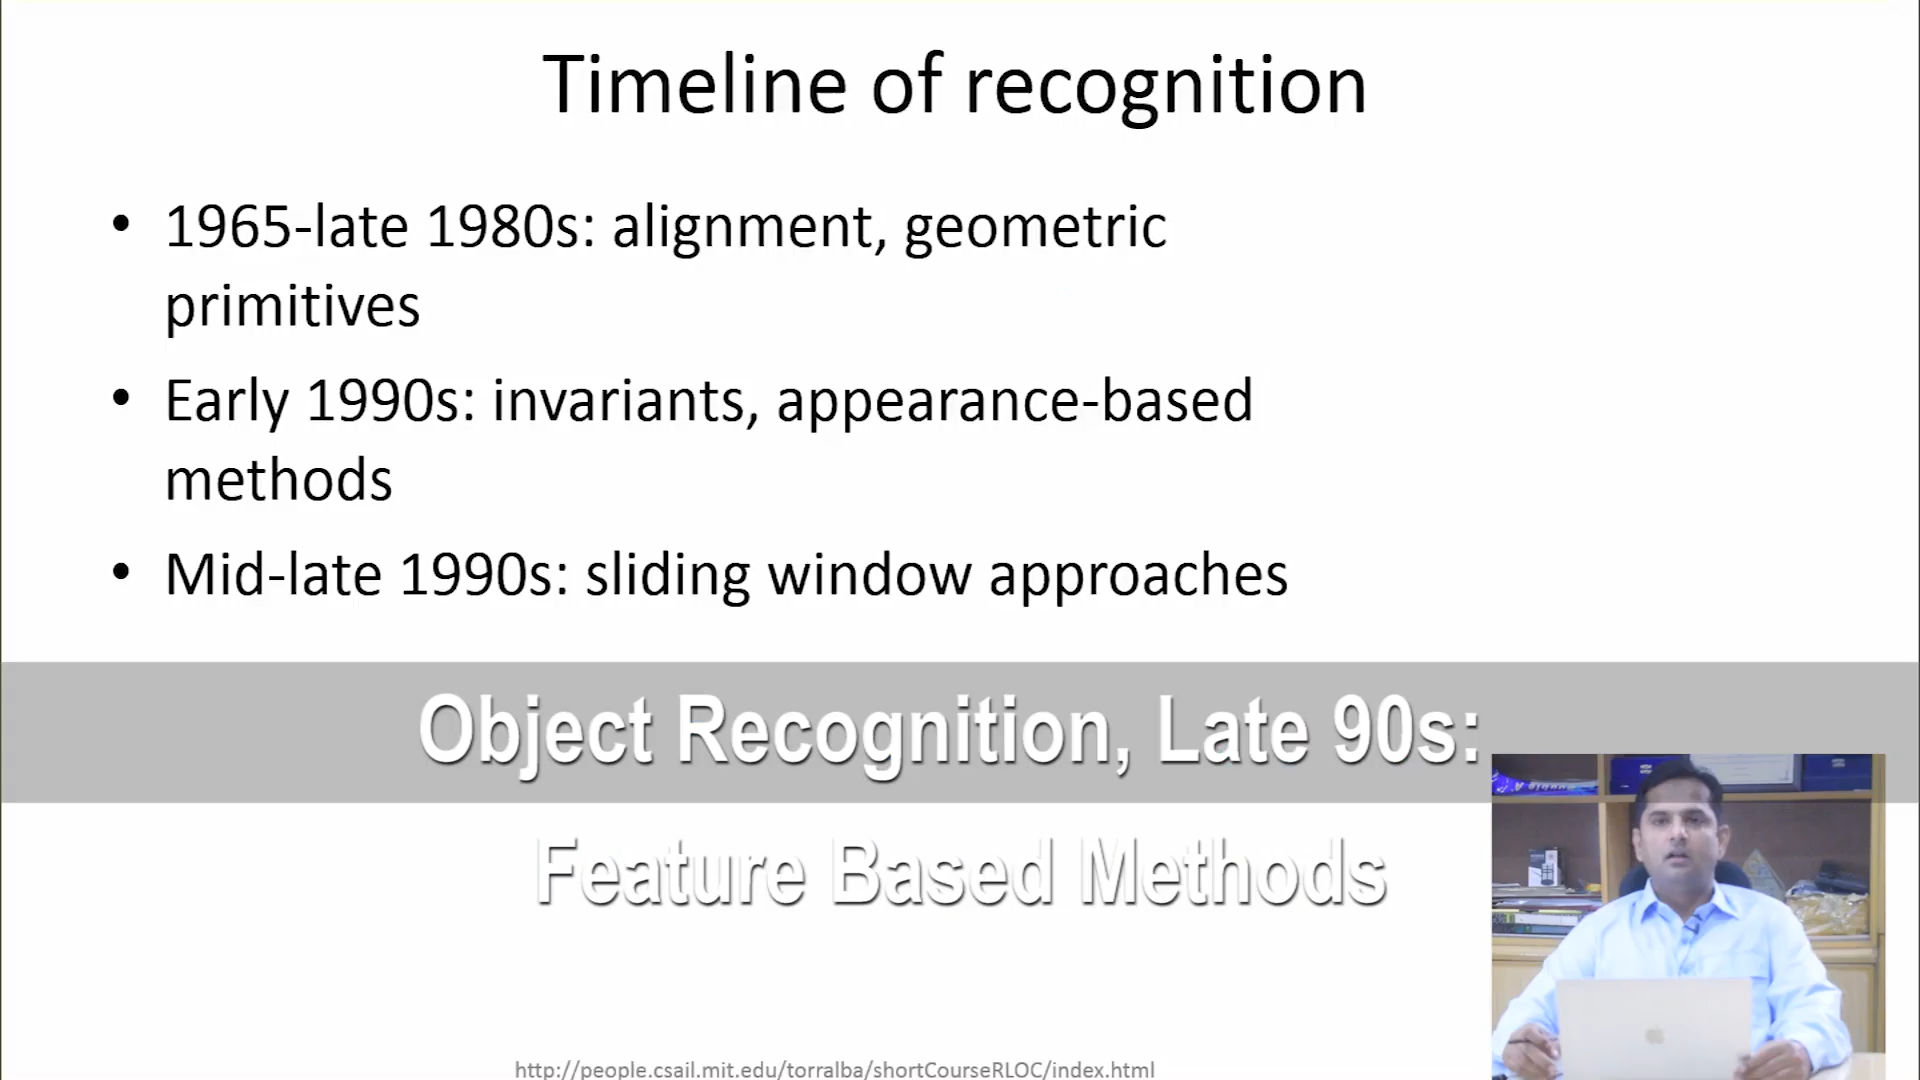 Timeline of recognition
• 1965-late 1980s: alignment, geometric
primitives
• Early 1990s: invariants, appearance-based
methods
• Mid-late 1990s: sliding window approaches
Object Recognition, Late 90s:
Feature Based Methods
http://people.csail.mit.edu/torralba/shortCourseRLOC/index.html